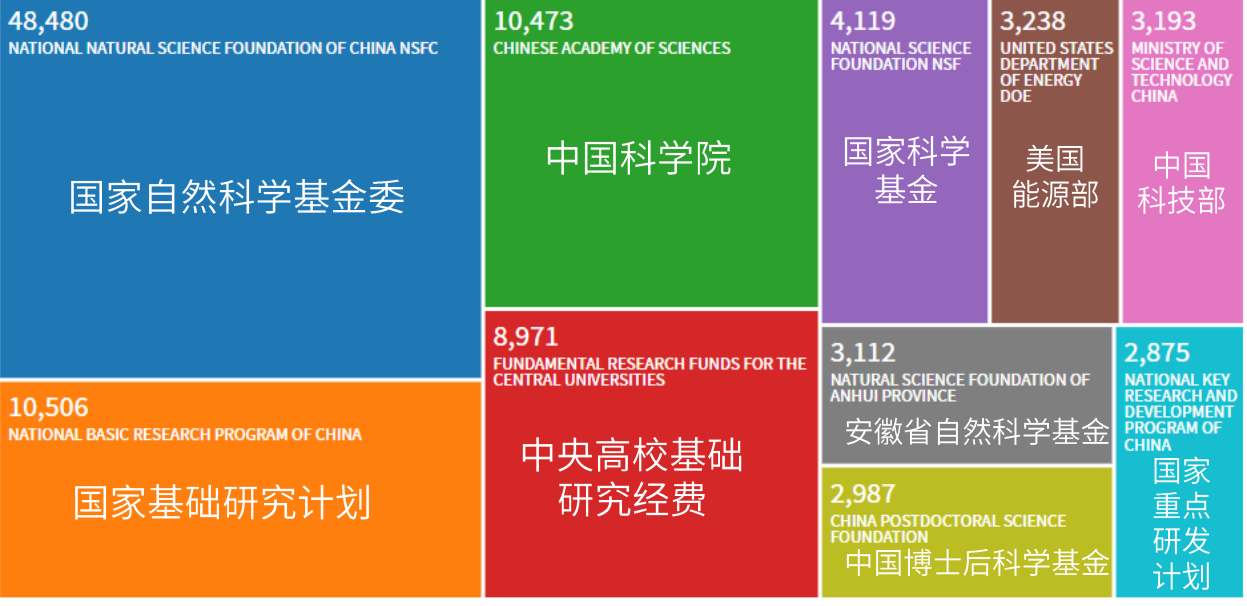 48,480
NATIONAL NATURAL SCIENCE FOUNDATION OF CHINA NSFC
国家自然科学基金委
10,506
NATIONAL BASIC RESEARCH PROGRAM OF CHINA
国家基础研究计划
10,473
CHINESE ACADEMY OF SCIENCES
中国科学院
8,971
FUNDAMENTAL RESEARCH FUNDS FOR THE
CENTRAL UNIVERSITIES
中央高校基础
研究经费
4,119
NATIONAL SCIENCE
FOUNDATION NSF
国家科学
基金
3,238
UNITED STATES
DEPARTMENT
OF ENERGY
DOE
美国
能源部
3,193
MINISTRY OF
SCIENCE AND
TECHNOLOGY
CHINA
中国
科技部
3,112
NATURAL SCIENCE FOUNDATION OF
ANHUI PROVINCE
安徽省自然科学基金
2,987
CHINA POSTDOCTORAL SCIENCE
FOUNDATION
中国博士后科学基金
2,875
NATIONAL KEY
RESEARCH AND
DEVELOPMENT
PROGRAM OF
CHINA
国家
重点
研发
计划